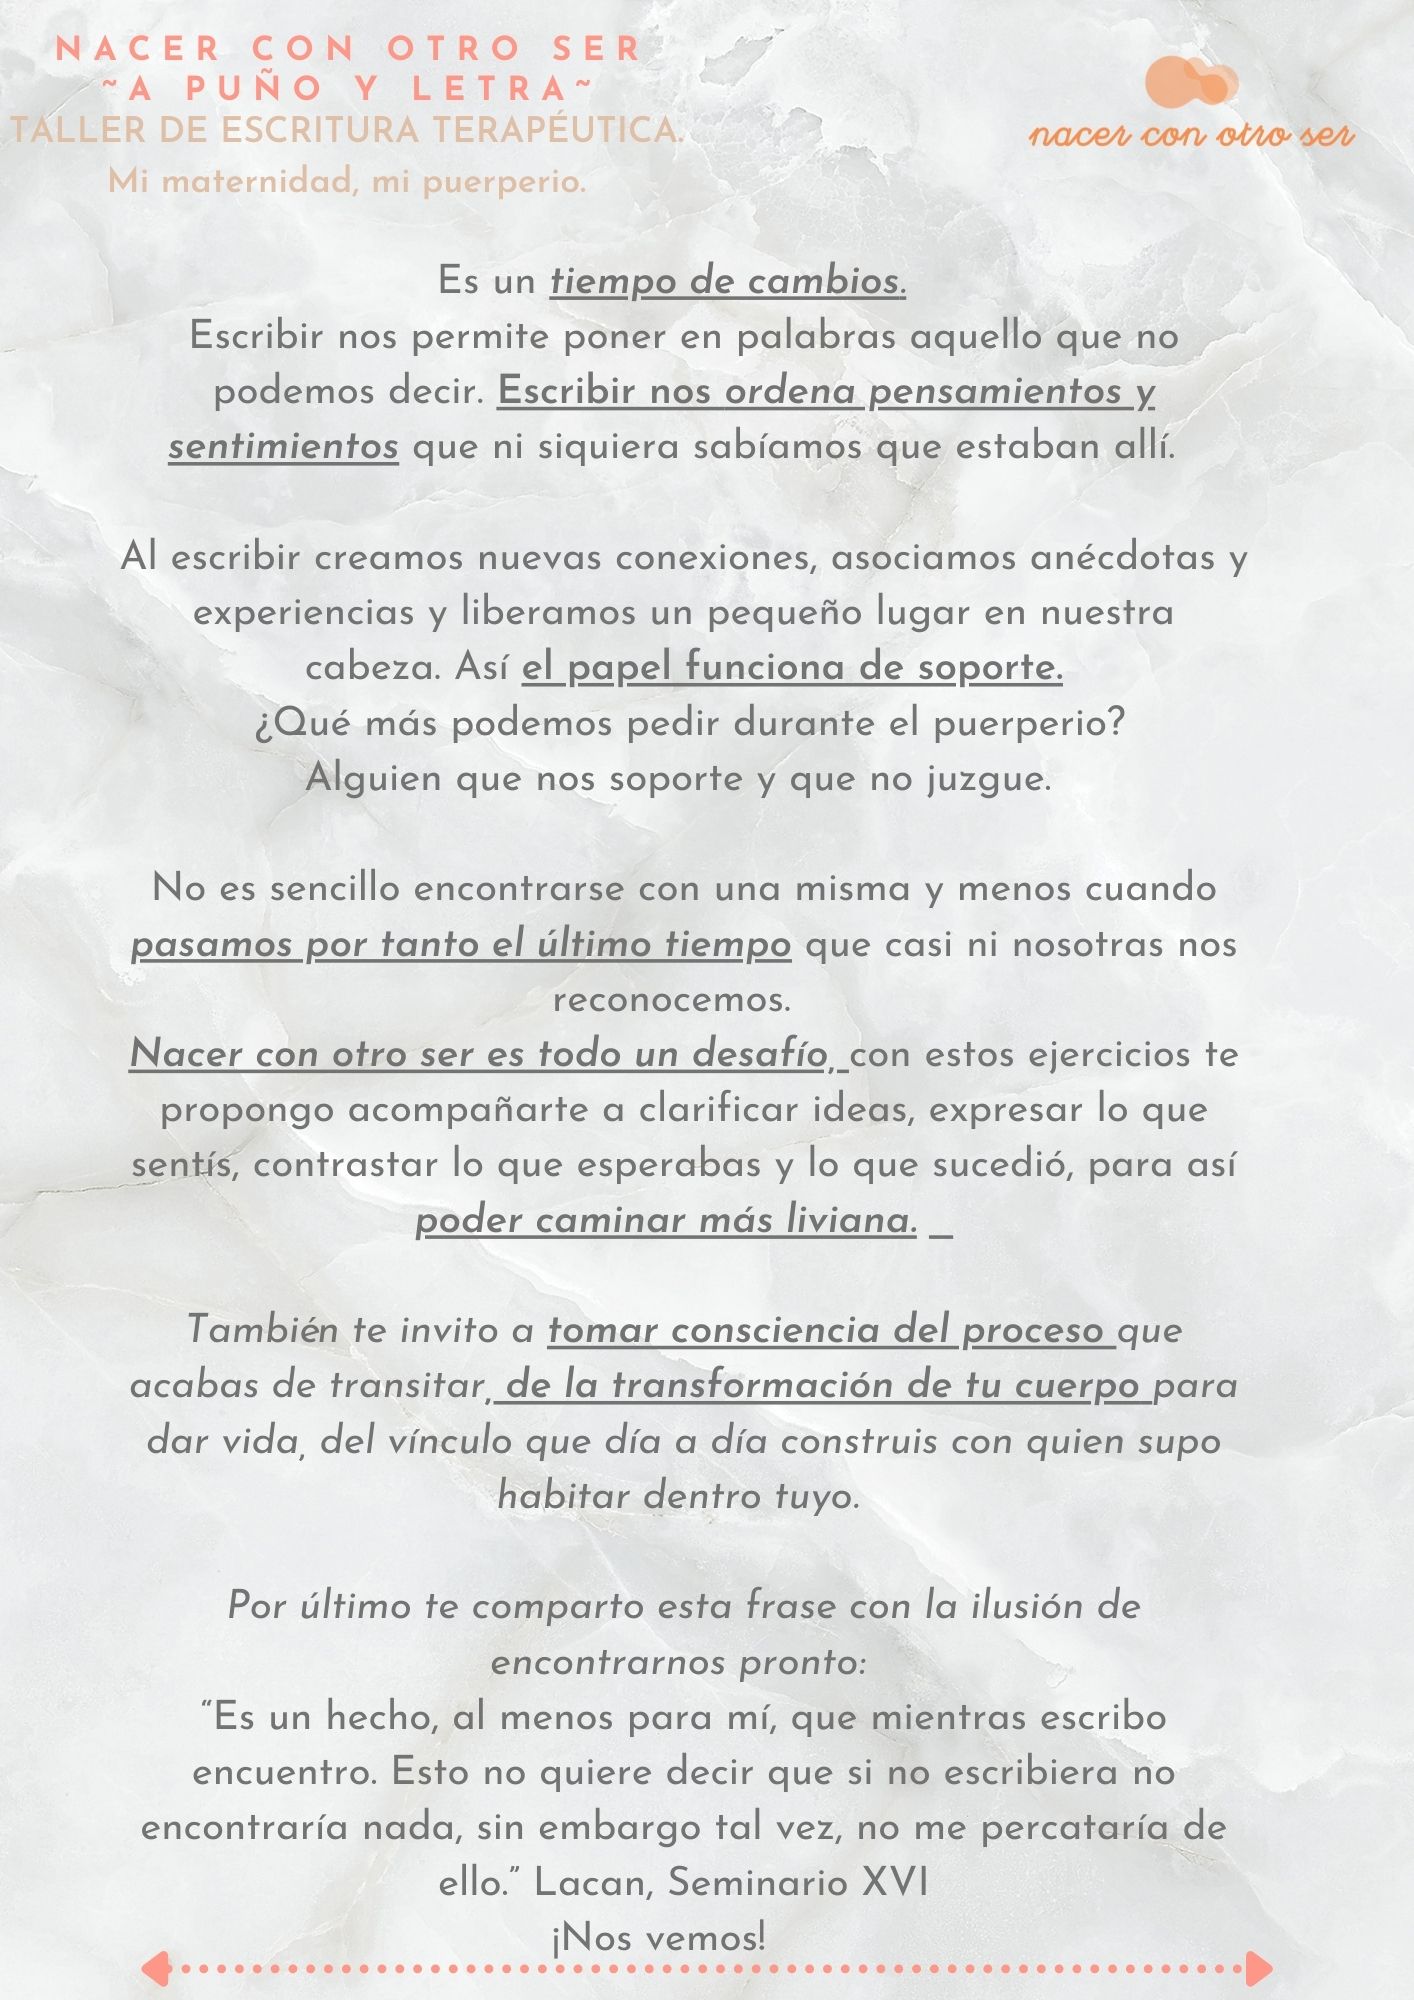 NACER CON OTRO SER
~A PUÑO Y LETRA~
TALLER DE ESCRITURA TERAPÉUTICA.
Mi maternidad, mi puerperio.
nacer con otro ser
Es un tiempo de cambios.
Escribir nos permite poner en palabras aquello que no
podemos decir. Escribir nos ordena pensamientos y
sentimientos que ni siquiera sabíamos que estaban allí.
Al escribir creamos nuevas conexiones, asociamos anécdotas y
experiencias y liberamos un pequeño lugar en nuestra
cabeza. Así el papel funciona de soporte.
¿Qué más podemos pedir durante el puerperio?
Alguien que nos soporte y que no juzgue.
No es sencillo encontrarse con una misma y menos cuando
pasamos por tanto el último tiempo que casi ni nosotras nos
reconocemos.
Nacer con otro ser es todo un desafío, con estos ejercicios te
propongo acompañarte a clarificar ideas, expresar lo que
sentís, contrastar lo que esperabas y lo que sucedió, para así
poder caminar más liviana. _
También te invito a tomar consciencia del proceso que
acabas de transitar, de la transformación de tu cuerpo para
dar vida, del vínculo que día a día construis con quien supo
habitar dentro tuyo.
Por último te comparto esta frase con la ilusión de
encontrarnos pronto:
“Es un hecho, al menos para mí, que mientras escribo
encuentro. Esto no quiere decir que si no escribiera no
encontraría nada, sin embargo tal vez, no me percataría de
ello.” Lacan, Seminario XVI
¡Nos vemos!